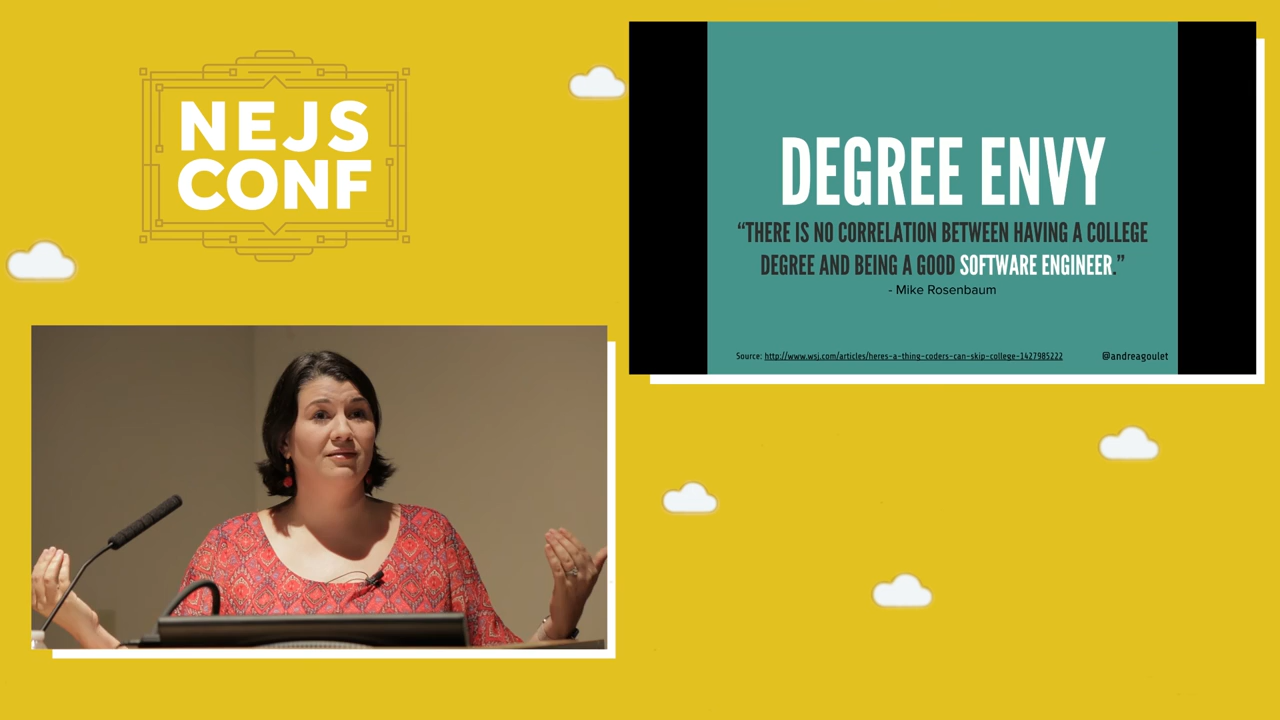 NEJS
CONF
DEGREE ENVY
“THERE IS NO CORRELATION BETWEEN HAVING A COLLEGE
DEGREE AND BEING A GOOD SOFTWARE ENGINEER.”
- Mike Rosenbaum
Source: http://www.wsj.com/articles/heres-a-thing-coders-can-skip-college-1427985222
@andreagoulet